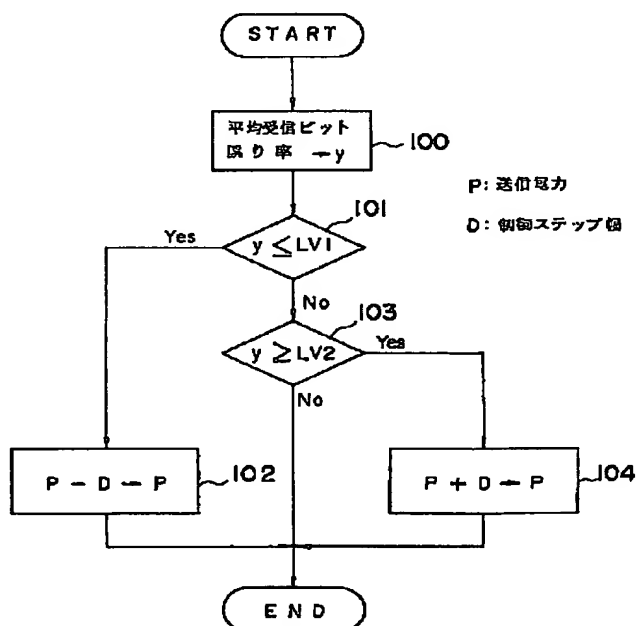 START
平均受信ビット
誤り率 → y
100
P: 送信電力
D: 制御ステップ幅
101
Yes
y ≤ LV1
No
103
y ≥ LV2
Yes
No
P − D → P
102
P + D → P
104
END